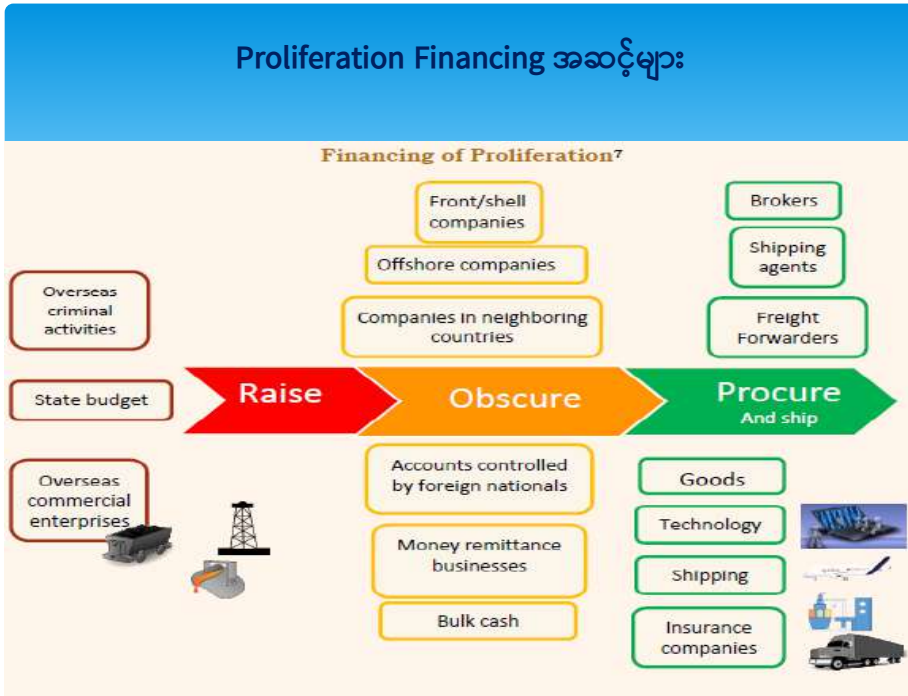 Proliferation Financing အဆင့်များ
Financing of Proliferation⁷
Overseas
criminal
activities
State budget
Overseas
commercial
enterprises
Raise
Front/shell
companies
Offshore companies
Companies in neighboring
countries
Obscure
Accounts controlled
by foreign nationals
Money remittance
businesses
Bulk cash
Brokers
Shipping
agents
Freight
Forwarders
Procure
And ship
Goods
Technology
Shipping
Insurance
companies